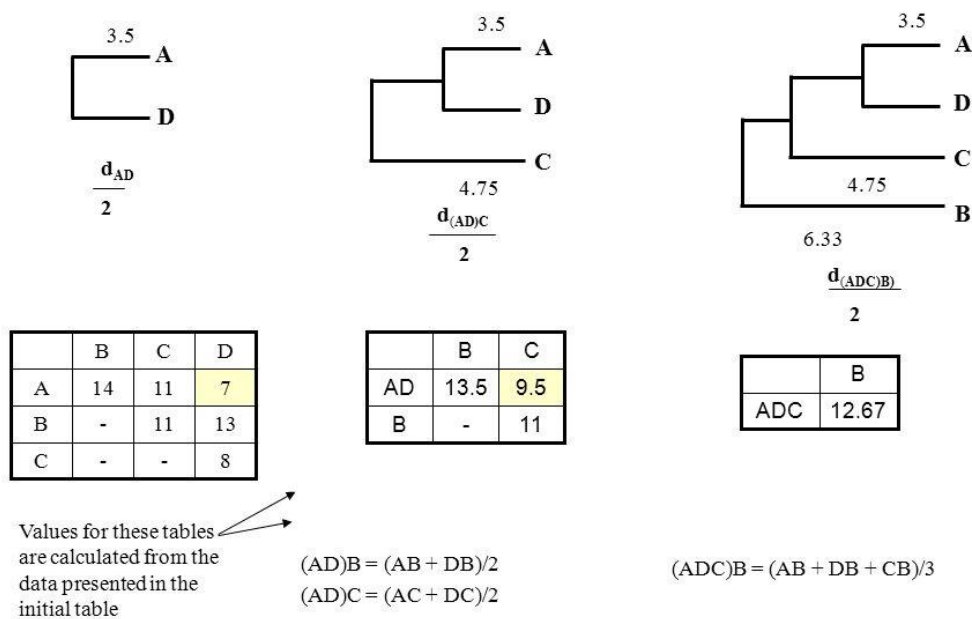 3.5
A
D
d_AD
2
3.5
A
D
C
4.75
d_(AD)C
2
3.5
A
D
C
4.75
B
6.33
d_(ADC)B)
2
B C D
A 14 11 7
B - 11 13
C - - 8
B C
AD 13.5 9.5
B - 11
B
ADC 12.67
Values for these tables
are calculated from the
data presented in the
initial table
(AD)B = (AB + DB)/2
(AD)C = (AC + DC)/2
(ADC)B = (AB + DB + CB)/3